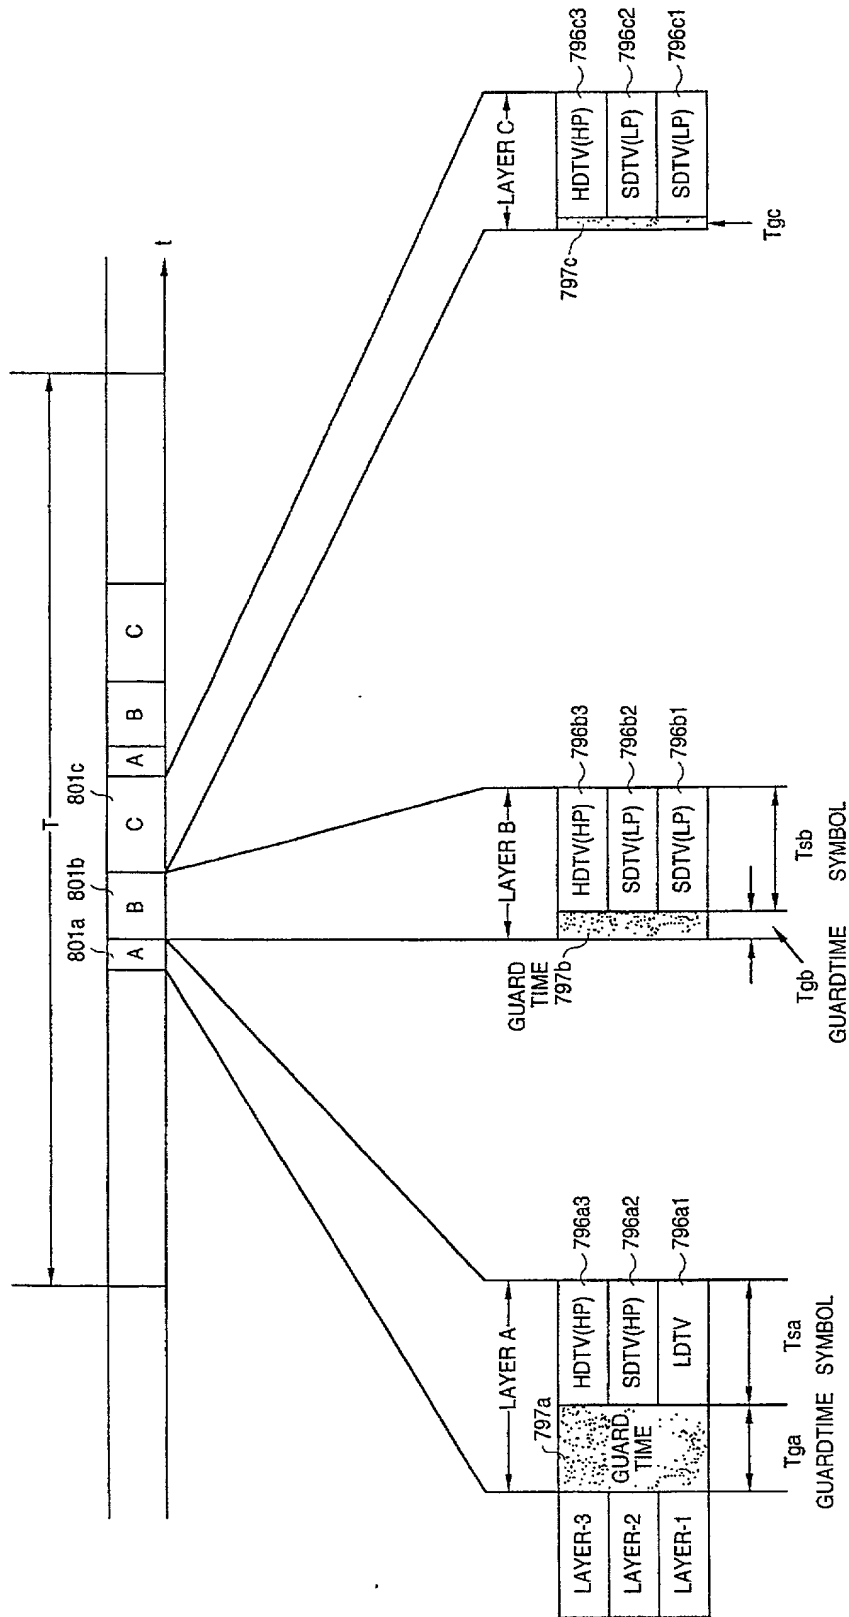 T
801a
801b
801c
A
B
C
A
B
C
t
LAYER A
LAYER B
LAYER C
797a
GUARD TIME
797b
797c
LAYER-3
HDTV(HP)
796a3
HDTV(HP)
796b3
HDTV(HP)
796c3
LAYER-2
GUARD
TIME
SDTV(HP)
796a2
SDTV(LP)
796b2
SDTV(LP)
796c2
LAYER-1
LDTV
796a1
SDTV(LP)
796b1
SDTV(LP)
796c1
Tga
Tsa
Tgb
Tsb
Tgc
GUARDTIME SYMBOL
GUARDTIME SYMBOL